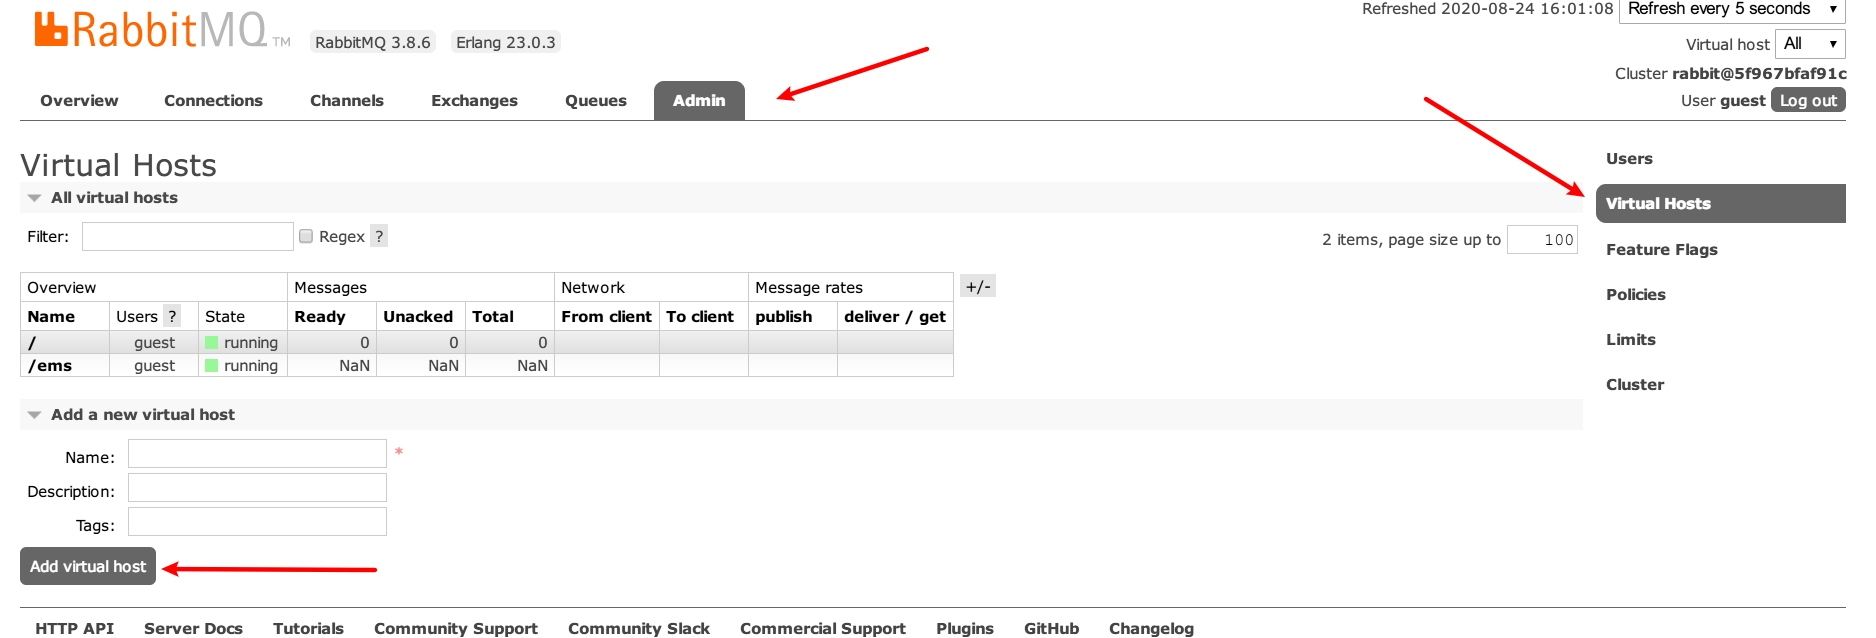 Refreshed 2020-08-24 16:01:08 Refresh every 5 seconds ▼
RabbitMQ™ RabbitMQ 3.8.6 Erlang 23.0.3
Virtual host All ▼
Cluster rabbit@5f967bfaf91c
User guest Log out
Overview Connections Channels Exchanges Queues Admin
Virtual Hosts
All virtual hosts
Filter: Regex ?
2 items, page size up to 100
Overview Messages Network Message rates +/-
Name Users ? State Ready Unacked Total From client To client publish deliver / get
/ guest running 0 0 0
/ems guest running NaN NaN NaN
Add a new virtual host
Name: *
Description:
Tags:
Add virtual host
Users
Virtual Hosts
Feature Flags
Policies
Limits
Cluster
HTTP API Server Docs Tutorials Community Support Community Slack Commercial Support Plugins GitHub Changelog